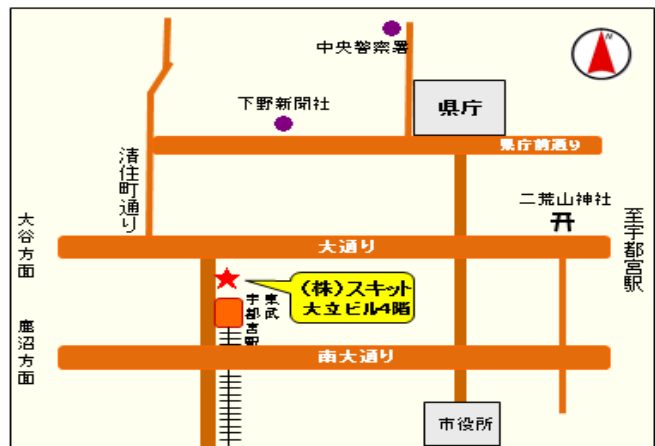 N
中央警察署
県庁
下野新聞社
県庁前通り
清住町通り
二荒山神社
大谷方面
大通り
至宇都宮駅
(株)スキット
大立ビル4階
東武
宇都宮駅
鹿沼方面
南大通り
市役所